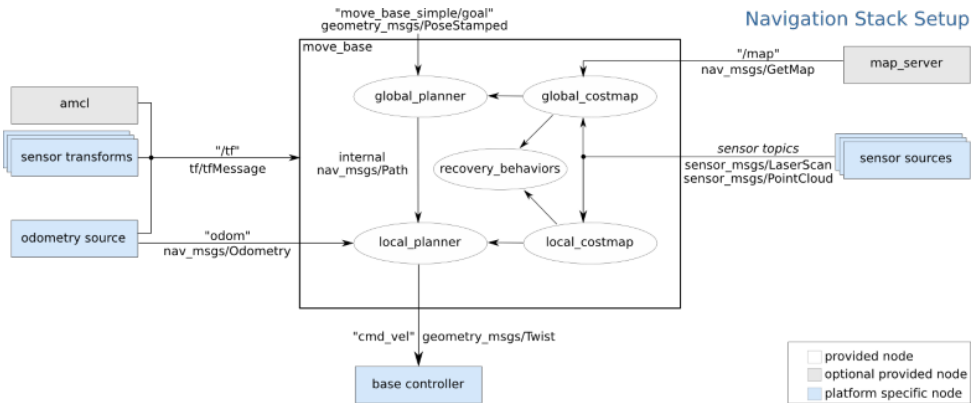 Navigation Stack Setup
"move_base_simple/goal"
geometry_msgs/PoseStamped
move_base
"/map"
nav_msgs/GetMap
map_server
global_planner
global_costmap
amcl
sensor transforms
"/tf"
tf/tfMessage
internal
nav_msgs/Path
recovery_behaviors
sensor topics
sensor_msgs/LaserScan
sensor_msgs/PointCloud
sensor sources
odometry source
"odom"
nav_msgs/Odometry
local_planner
local_costmap
"cmd_vel" geometry_msgs/Twist
base controller
provided node
optional provided node
platform specific node